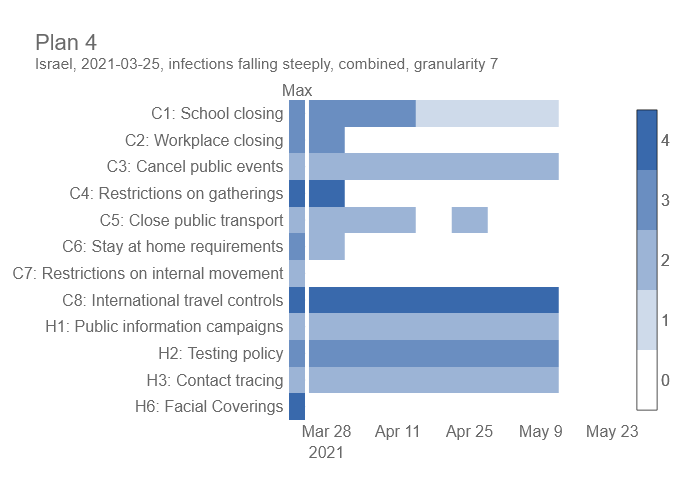 Plan 4
Israel, 2021-03-25, infections falling steeply, combined, granularity 7
Max
C1: School closing
C2: Workplace closing
C3: Cancel public events
C4: Restrictions on gatherings
C5: Close public transport
C6: Stay at home requirements
C7: Restrictions on internal movement
C8: International travel controls
H1: Public information campaigns
H2: Testing policy
H3: Contact tracing
H6: Facial Coverings
4
3
2
1
0
Mar 28 Apr 11 Apr 25 May 9 May 23
2021